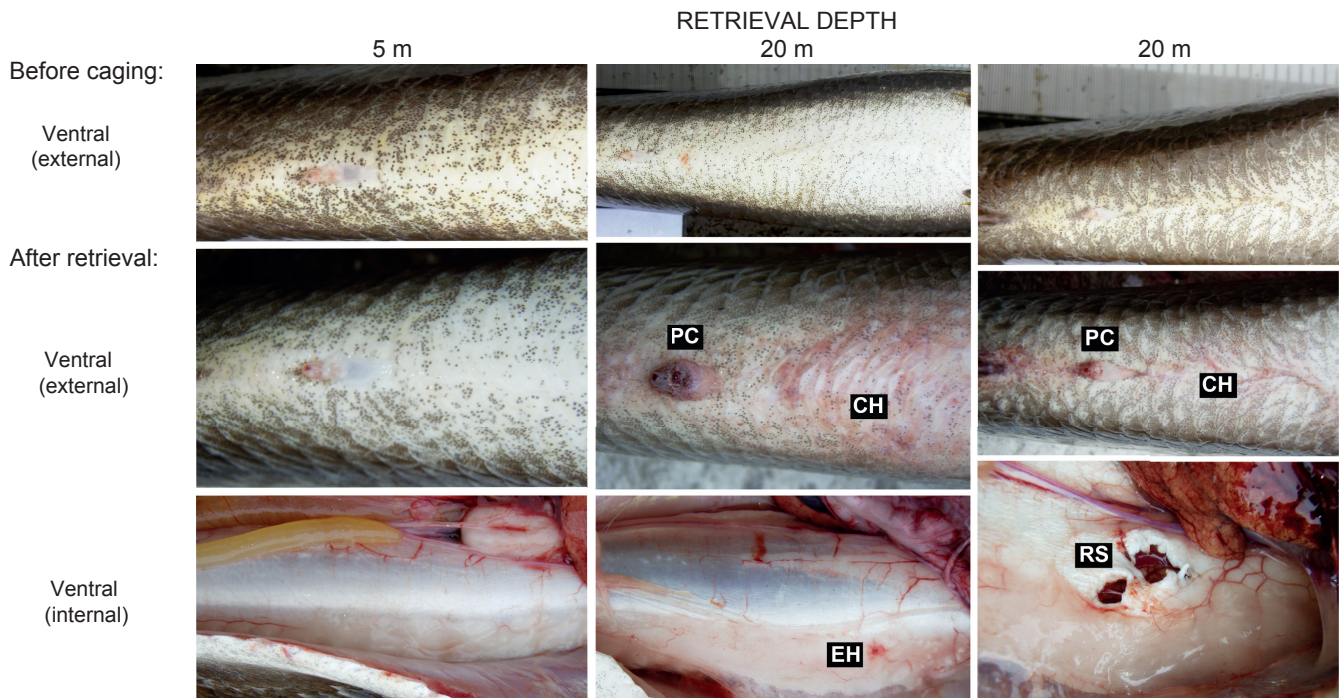 RETRIEVAL DEPTH
5 m
20 m
20 m
Before caging:
Ventral
(external)
After retrieval:
Ventral
(external)
PC
CH
PC
CH
Ventral
(internal)
EH
RS